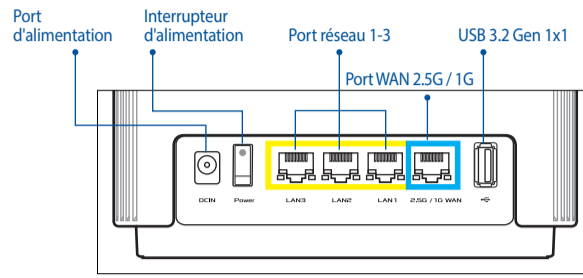 Port
d'alimentation
Interrupteur
d'alimentation
Port réseau 1-3
USB 3.2 Gen 1x1
Port WAN 2.5G / 1G
DCIN
Power
LAN3
LAN2
LAN1
2.5G / 1G WAN